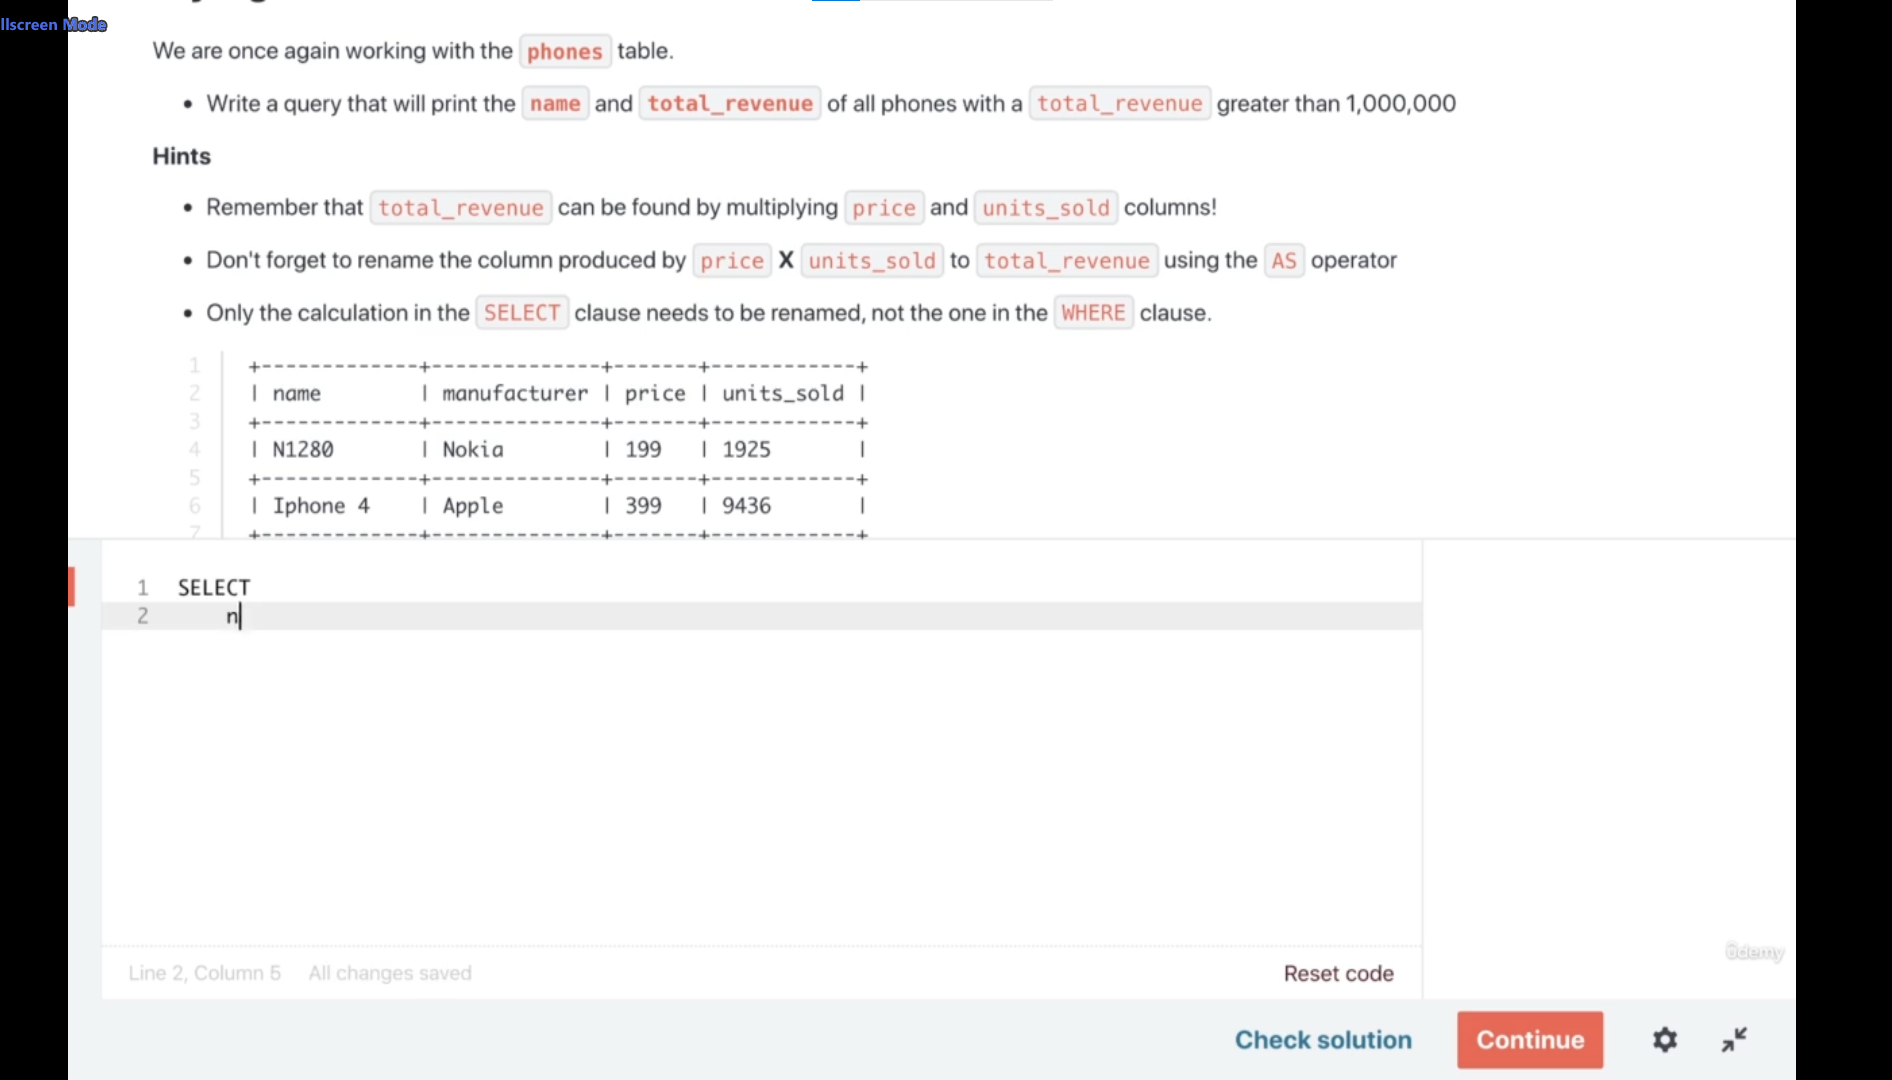 llscreen Mode
We are once again working with the phones table.
• Write a query that will print the name and total_revenue of all phones with a total_revenue greater than 1,000,000
Hints
• Remember that total_revenue can be found by multiplying price and units_sold columns!
• Don't forget to rename the column produced by price X units_sold to total_revenue using the AS operator
• Only the calculation in the SELECT clause needs to be renamed, not the one in the WHERE clause.
1 +-------------+--------------+-------+------------+
2 | name | manufacturer | price | units_sold |
3 +-------------+--------------+-------+------------+
4 | N1280 | Nokia | 199 | 1925 |
5 +-------------+--------------+-------+------------+
6 | Iphone 4 | Apple | 399 | 9436 |
7 +-------------+--------------+-------+------------+
1 SELECT
2 n
Line 2, Column 5 All changes saved Reset code
ûdemy
Check solution Continue